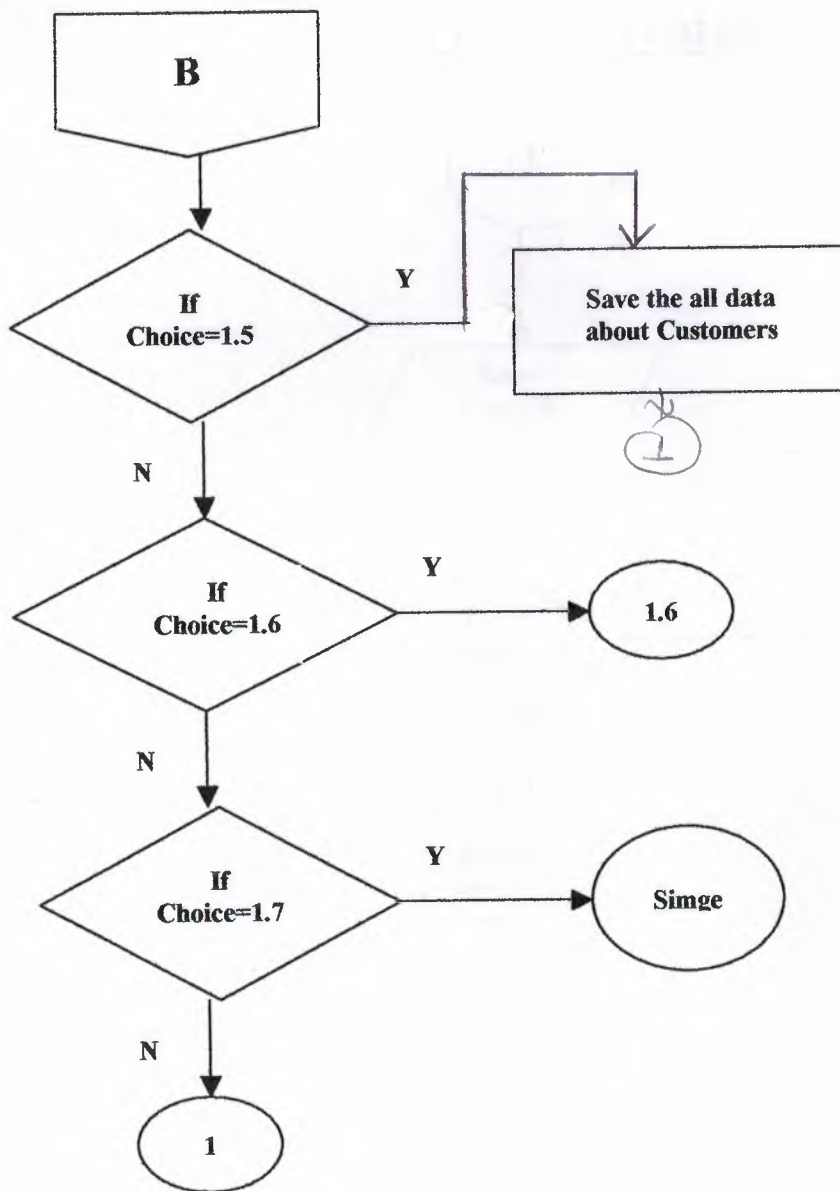 B
If
Choice=1.5
Y
Save the all data
about Customers
N
If
Choice=1.6
Y
1.6
N
If
Choice=1.7
Y
Simge
N
1